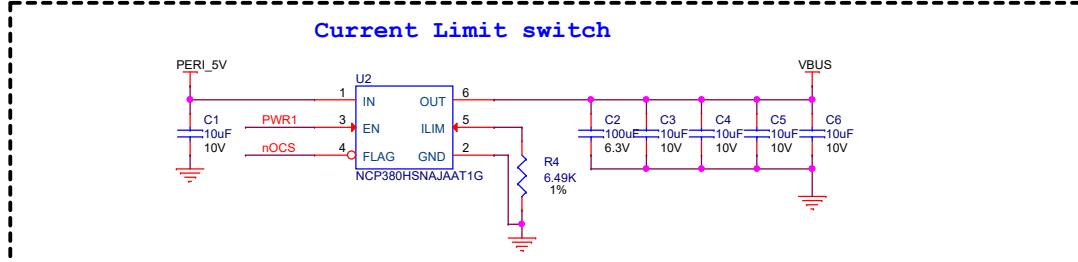 Current Limit switch
PERI_5V
VBUS
U2
1 IN OUT 6
C1
10uF
10V
PWR1 3 EN ILIM 5
nOCS 4 FLAG GND 2
NCP380HSNAJAAT1G
R4
6.49K
1%
C2 C3 C4 C5 C6
100uF 10uF 10uF 10uF 10uF
6.3V 10V 10V 10V 10V